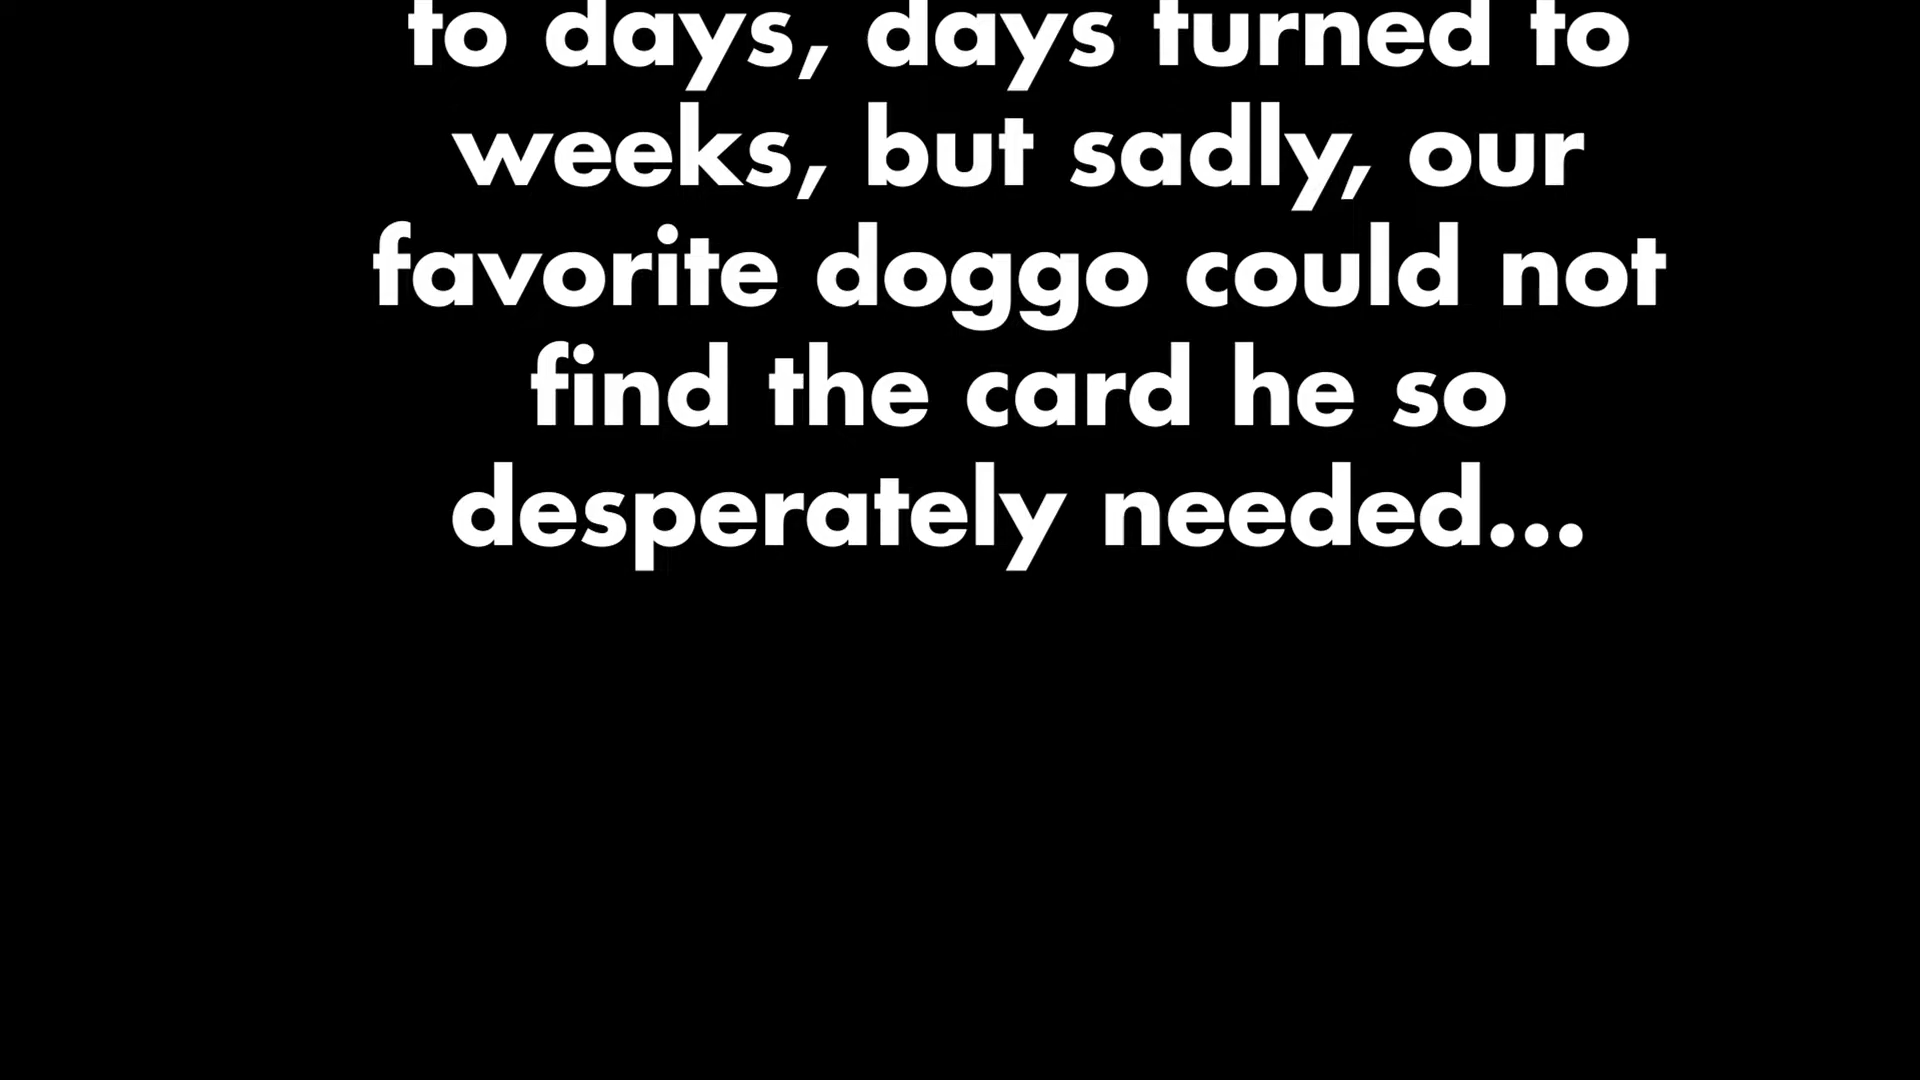 to days, days turned to
weeks, but sadly, our
favorite doggo could not
find the card he so
desperately needed...